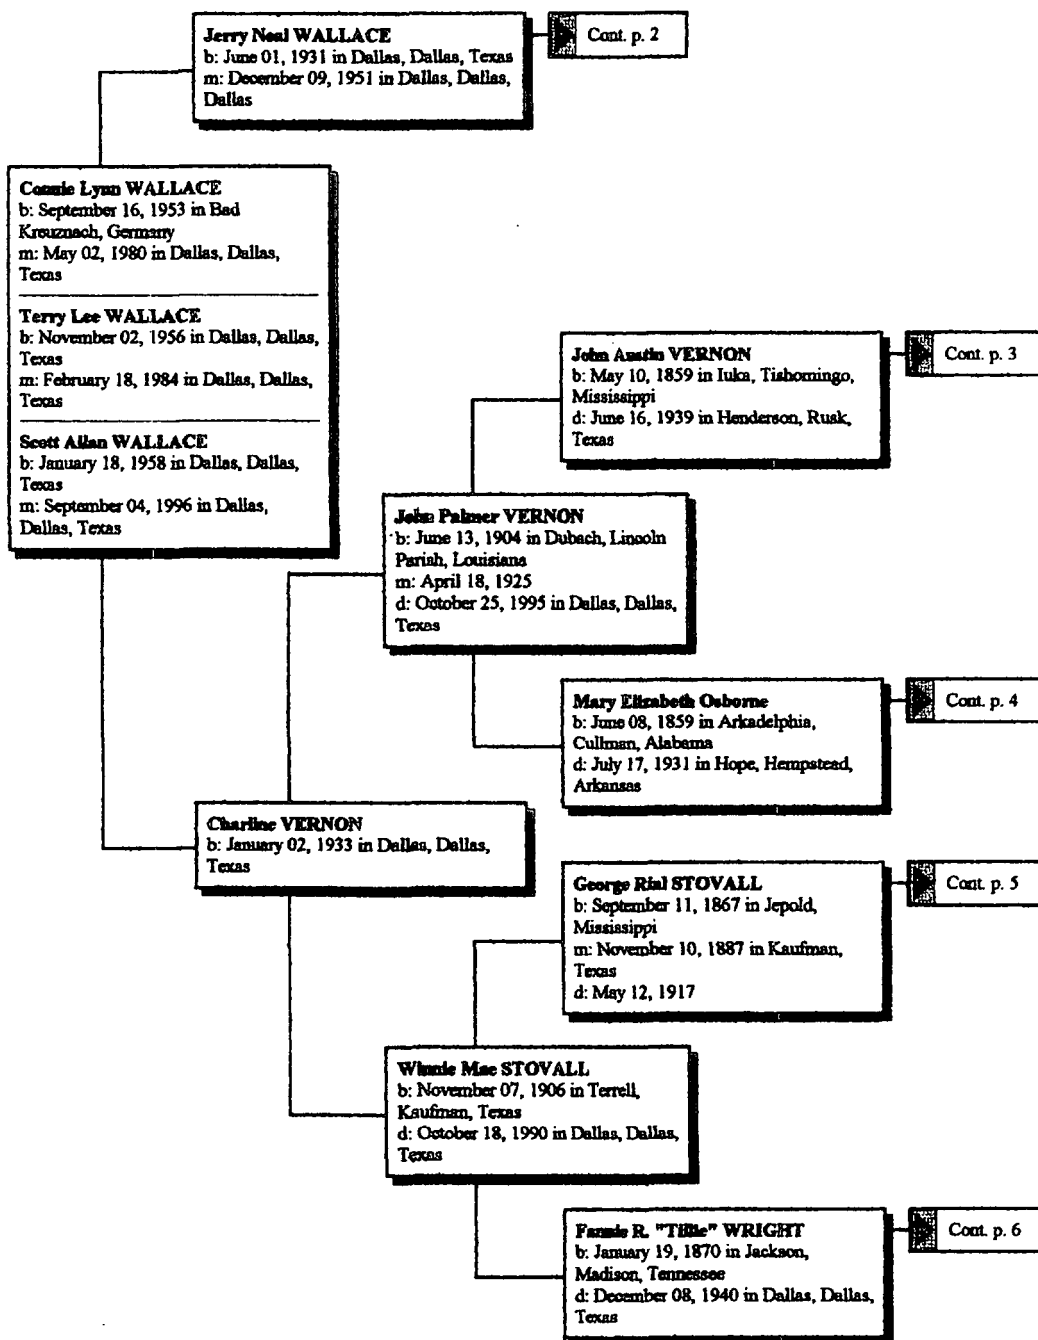 Jerry Neal WALLACE
b: June 01, 1931 in Dallas, Dallas, Texas
m: December 09, 1951 in Dallas, Dallas,
Dallas
Cont. p. 2
Connie Lynn WALLACE
b: September 16, 1953 in Bad
Kreuznach, Germany
m: May 02, 1980 in Dallas, Dallas,
Texas
Terry Lee WALLACE
b: November 02, 1956 in Dallas, Dallas,
Texas
m: February 18, 1984 in Dallas, Dallas,
Texas
Scott Allan WALLACE
b: January 18, 1958 in Dallas, Dallas,
Texas
m: September 04, 1996 in Dallas,
Dallas, Texas
John Austin VERNON
b: May 10, 1859 in Iuka, Tishomingo,
Mississippi
d: June 16, 1939 in Henderson, Rusk,
Texas
Cont. p. 3
John Palmer VERNON
b: June 13, 1904 in Dubach, Lincoln
Parish, Louisiana
m: April 18, 1925
d: October 25, 1995 in Dallas, Dallas,
Texas
Mary Elizabeth Osborne
b: June 08, 1859 in Arkadelphia,
Cullman, Alabama
d: July 17, 1931 in Hope, Hempstead,
Arkansas
Cont. p. 4
Charline VERNON
b: January 02, 1933 in Dallas, Dallas,
Texas
George Rial STOVALL
b: September 11, 1867 in Jepold,
Mississippi
m: November 10, 1887 in Kaufman,
Texas
d: May 12, 1917
Cont. p. 5
Winnie Mae STOVALL
b: November 07, 1906 in Terrell,
Kaufman, Texas
d: October 18, 1990 in Dallas, Dallas,
Texas
Fannie R. "Tillie" WRIGHT
b: January 19, 1870 in Jackson,
Madison, Tennessee
d: December 08, 1940 in Dallas, Dallas,
Texas
Cont. p. 6